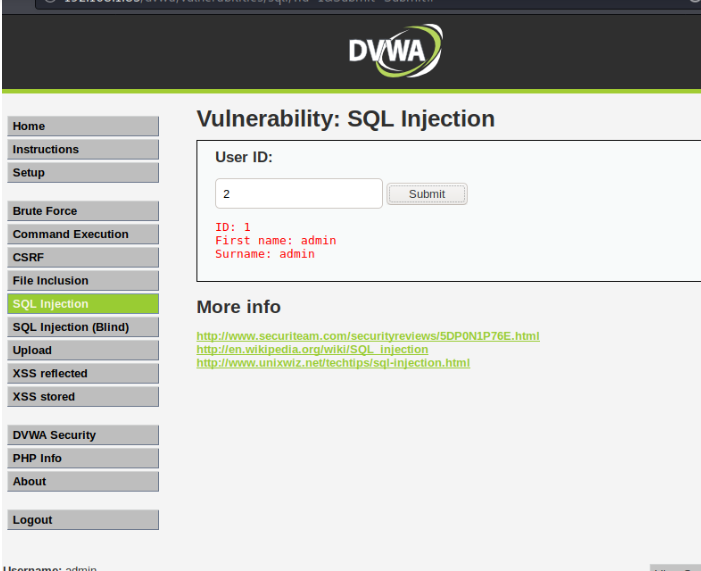 DVWA
Home
Instructions
Setup
Brute Force
Command Execution
CSRF
File Inclusion
SQL Injection
SQL Injection (Blind)
Upload
XSS reflected
XSS stored
DVWA Security
PHP Info
About
Logout
Vulnerability: SQL Injection
User ID:
2 Submit
ID: 1
First name: admin
Surname: admin
More info
http://www.securiteam.com/securityreviews/5DP0N1P76E.html
http://en.wikipedia.org/wiki/SQL_injection
http://www.unixwiz.net/techtips/sql-injection.html
Username: admin